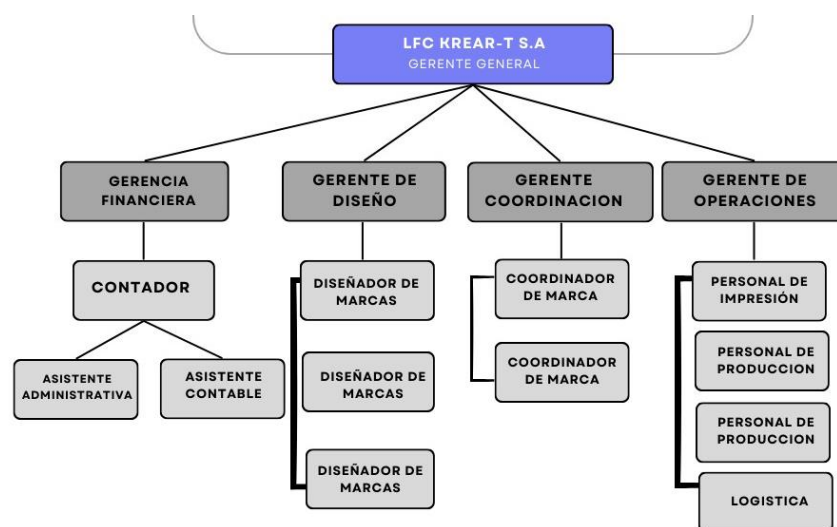 LFC KREAR-T S.A
GERENTE GENERAL
GERENCIA
FINANCIERA
GERENTE DE
DISEÑO
GERENTE
COORDINACION
GERENTE DE
OPERACIONES
CONTADOR
ASISTENTE
ADMINISTRATIVA
ASISTENTE
CONTABLE
DISEÑADOR DE
MARCAS
DISEÑADOR DE
MARCAS
DISEÑADOR DE
MARCAS
COORDINADOR
DE MARCA
COORDINADOR
DE MARCA
PERSONAL DE
IMPRESIÓN
PERSONAL DE
PRODUCCION
PERSONAL DE
PRODUCCION
LOGISTICA